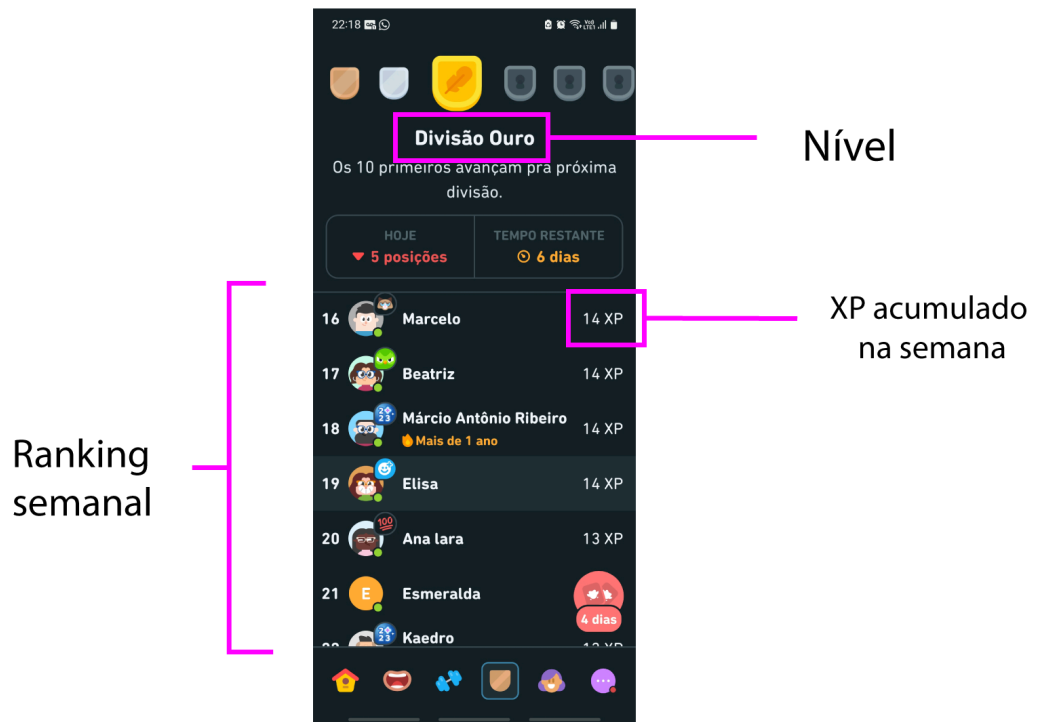 22:18
Divisão Ouro
Os 10 primeiros avançam pra próxima
divisão.
HOJE
TEMPO RESTANTE
5 posições
6 dias
16 Marcelo 14 XP
17 Beatriz 14 XP
18 Márcio Antônio Ribeiro 14 XP
Mais de 1 ano
19 Elisa 14 XP
20 Ana lara 13 XP
21 E Esmeralda
4 dias
Kaedro
Nível
XP acumulado
na semana
Ranking
semanal